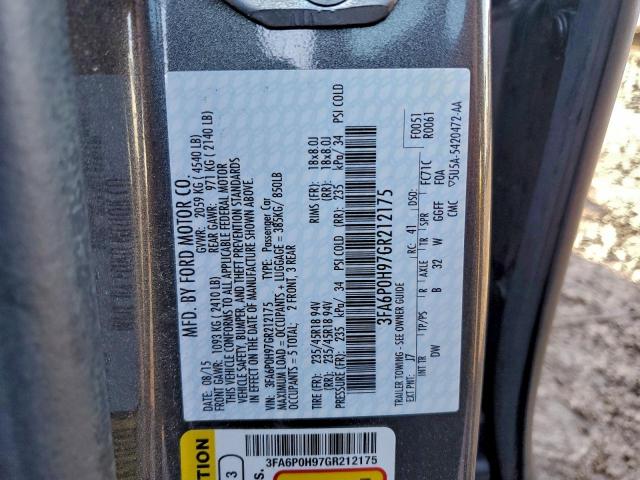 MFD. BY FORD MOTOR CO.
08/15 GVWR: 2059 KG ( 4540 LB)
FRONT GAWR: 1093 KG (2410 LB) REAR GAWR: 971 KG ( 2140 LB)
THIS VEHICLE CONFORMS TO ALL APPLICABLE FEDERAL MOTOR
VEHICLE SAFETY, BUMPER, AND THEFT PREVENTION STANDARDS
IN EFFECT ON THE DATE OF MANUFACTURE SHOWN ABOVE.
VIN: 3FA6P0H97GR212175 TYPE: Passenger Car
MAXIMUM LOAD = OCCUPANTS + LUGGAGE = 385KG/ 850LB
OCCUPANTS = 5 TOTAL: 2 FRONT, 3 REAR
TIRE (FR): 235/45R18 94V RIMS (FR): 18x8.0J
TIRE (RR): 235/45R18 94V (RR): 18x8.0J
PRESSURE (FR): 235 kPa/ 34 PSI COLD (RR): 235 kPa/ 34 PSI COLD
3FA6P0H97GR212175
TRAILER TOWING - SEE OWNER GUIDE F0051
EXT PNT: J7 RC: 41 DSO: R0061
INT TR TP/PS R AXLE TR SPR FC71C
DW B 32 W GGFF FDA
CMC ▽5U5A-5420472-AA
3FA6P0H97GR212175